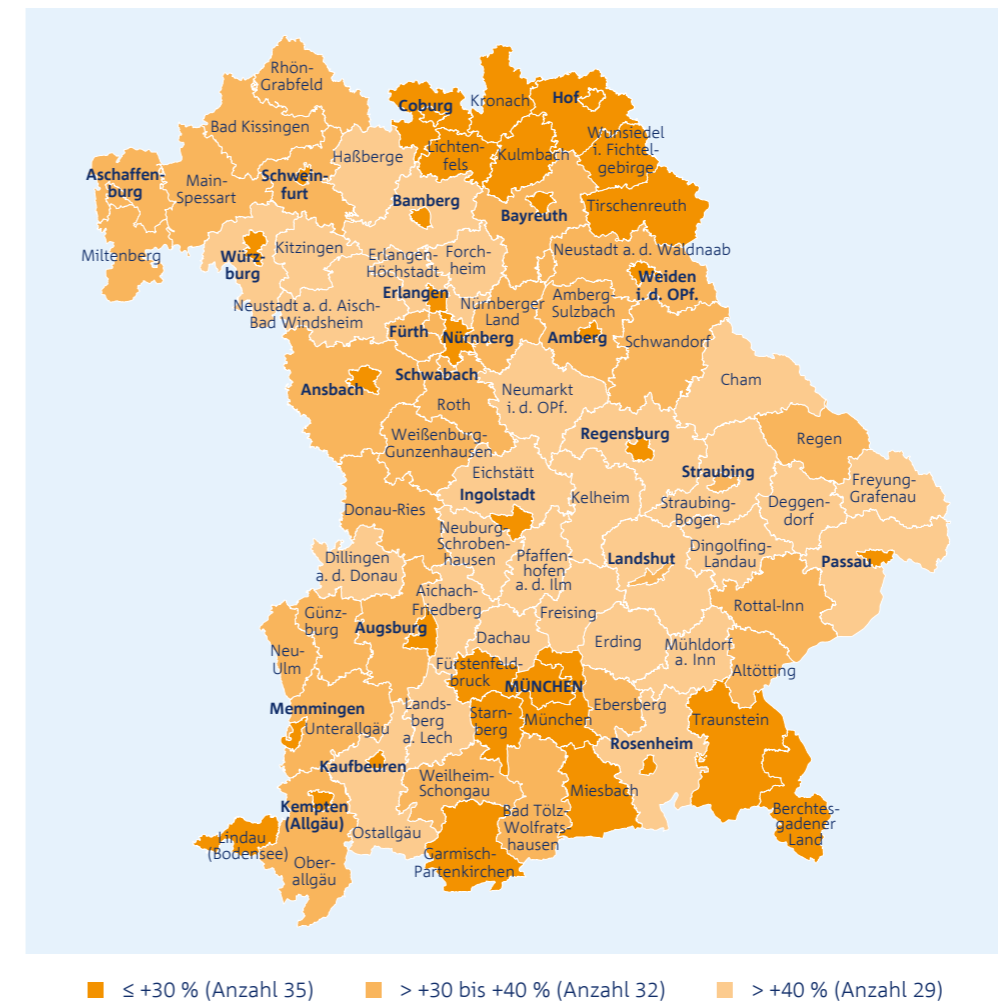 Rhön-
Grabfeld
Coburg
Kronach
Hof
Bad Kissingen
Wunsiedel
i. Fichtel-
gebirge
Haßberge
Lichten-
fels
Kulmbach
Aschaffen-
burg
Main-
Spessart
Schwein-
furt
Bamberg
Bayreuth
Tirschenreuth
Miltenberg
Würz-
burg
Kitzingen
Erlangen-
Höchstadt
Forch-
heim
Neustadt a. d. Waldnaab
Weiden
i. d. OPf.
Erlangen
Neustadt a. d. Aisch-
Bad Windsheim
Nürnberger
Land
Amberg-
Sulzbach
Fürth
Nürnberg
Amberg
Schwandorf
Ansbach
Schwabach
Roth
Neumarkt
i. d. OPf.
Cham
Weißenburg-
Gunzenhausen
Regensburg
Regen
Eichstätt
Ingolstadt
Straubing
Freyung-
Grafenau
Kelheim
Straubing-
Bogen
Deggen-
dorf
Donau-Ries
Neuburg-
Schroben-
hausen
Pfaffen-
hofen
a. d. Ilm
Landshut
Dingolfing-
Landau
Passau
Dillingen
a. d. Donau
Aichach-
Friedberg
Freising
Rottal-Inn
Günz-
burg
Augsburg
Dachau
Erding
Mühldorf
a. Inn
Neu-
Ulm
Fürstenfeld-
bruck
MÜNCHEN
Altötting
Memmingen
Unterallgäu
Lands-
berg
a. Lech
Starn-
berg
München
Ebersberg
Traunstein
Rosenheim
Kaufbeuren
Weilheim-
Schongau
Miesbach
Kempten
(Allgäu)
Bad Tölz-
Wolfrats-
hausen
Berchtes-
gadener
Land
Lindau
(Bodensee)
Ostallgäu
Ober-
allgäu
Garmisch-
Partenkirchen
≤ +30 % (Anzahl 35)
> +30 bis +40 % (Anzahl 32)
> +40 % (Anzahl 29)